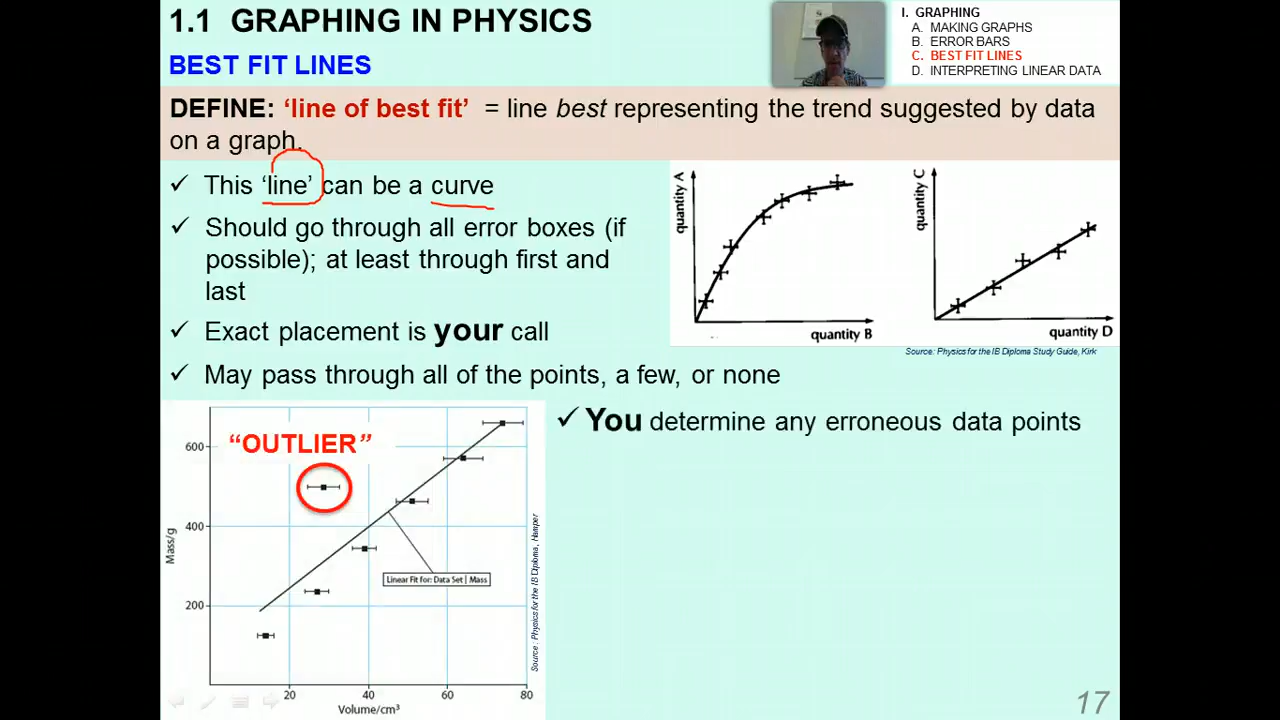 1.1 GRAPHING IN PHYSICS
I. GRAPHING
A. MAKING GRAPHS
B. ERROR BARS
C. BEST FIT LINES
D. INTERPRETING LINEAR DATA
BEST FIT LINES
DEFINE: ‘line of best fit’ = line best representing the trend suggested by data
on a graph.
✓ This ‘line’ can be a curve
✓ Should go through all error boxes (if
possible); at least through first and
last
✓ Exact placement is your call
quantity A
quantity B
quantity C
quantity D
Source: Physics for the IB Diploma Study Guide, Kirk
✓ May pass through all of the points, a few, or none
✓ You determine any erroneous data points
“OUTLIER”
600
400
200
Mass/g
Linear Fit for: Data Set | Mass
20 40 60 80
Volume/cm³
Source: Physics for the IB Diploma, Hamper
17